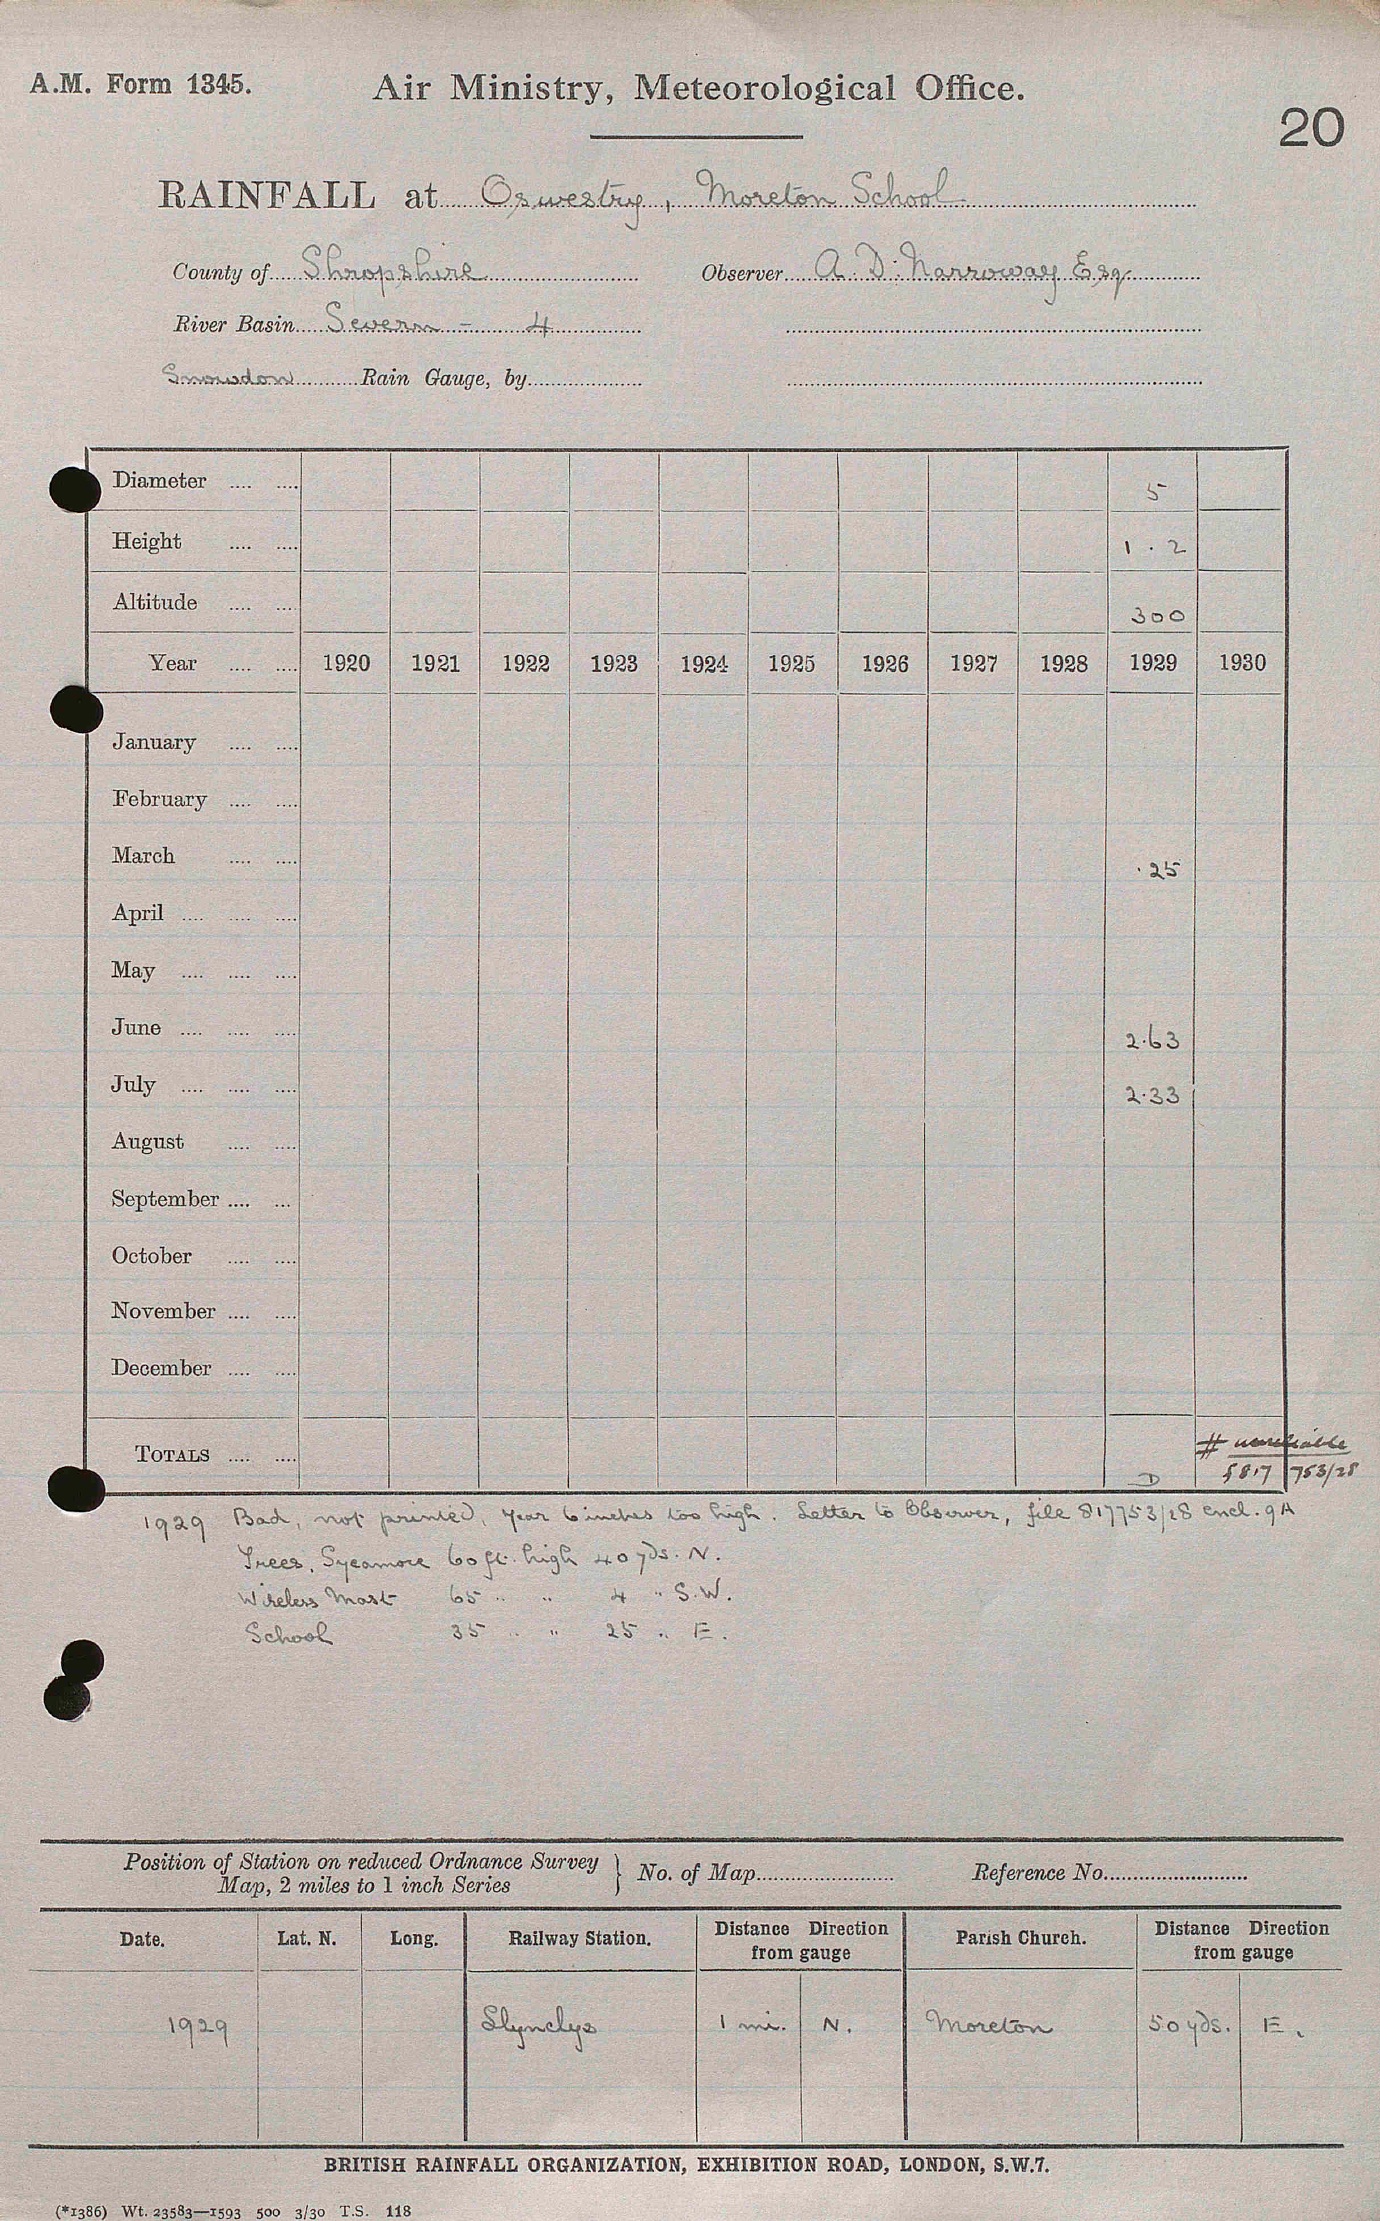 A.M. Form 1345.
Air Ministry, Meteorological Office.
20
RAINFALL at Oswestry, Moreton School
County of Shropshire Observer A. D. Narroway Esq.
River Basin Severn - 4
Snowdon Rain Gauge, by
Diameter .... .... 5
Height .... .... 1.2
Altitude .... .... 300
Year .... .... 1920 1921 1922 1923 1924 1925 1926 1927 1928 1929 1930
January .... ....
February .... ....
March .... .... .25
April .... .... ....
May .... .... ....
June .... .... .... 2.63
July .... .... .... 2.33
August .... ....
September .... ...
October .... ....
November .... ....
December .... ....
TOTALS .... .... D # unreliable
817 753/28
1929 Bad, not printed, year 6 inches too high. Letter to Observer, file 817753/28 encl. 9A
Trees, Sycamore 60 ft. high 40 yds. N.
Wireless Mast 65 " " 4 " S.W.
School 35 " " 25 " E.
Position of Station on reduced Ordnance Survey
Map, 2 miles to 1 inch Series } No. of Map Reference No.
Date. Lat. N. Long. Railway Station. Distance Direction from gauge Parish Church. Distance Direction from gauge
1929 Llynclys 1 mi. N. Moreton 50 yds. E.
BRITISH RAINFALL ORGANIZATION, EXHIBITION ROAD, LONDON, S.W.7.
(*1386) Wt. 23583—1593 500 3/30 T.S. 118